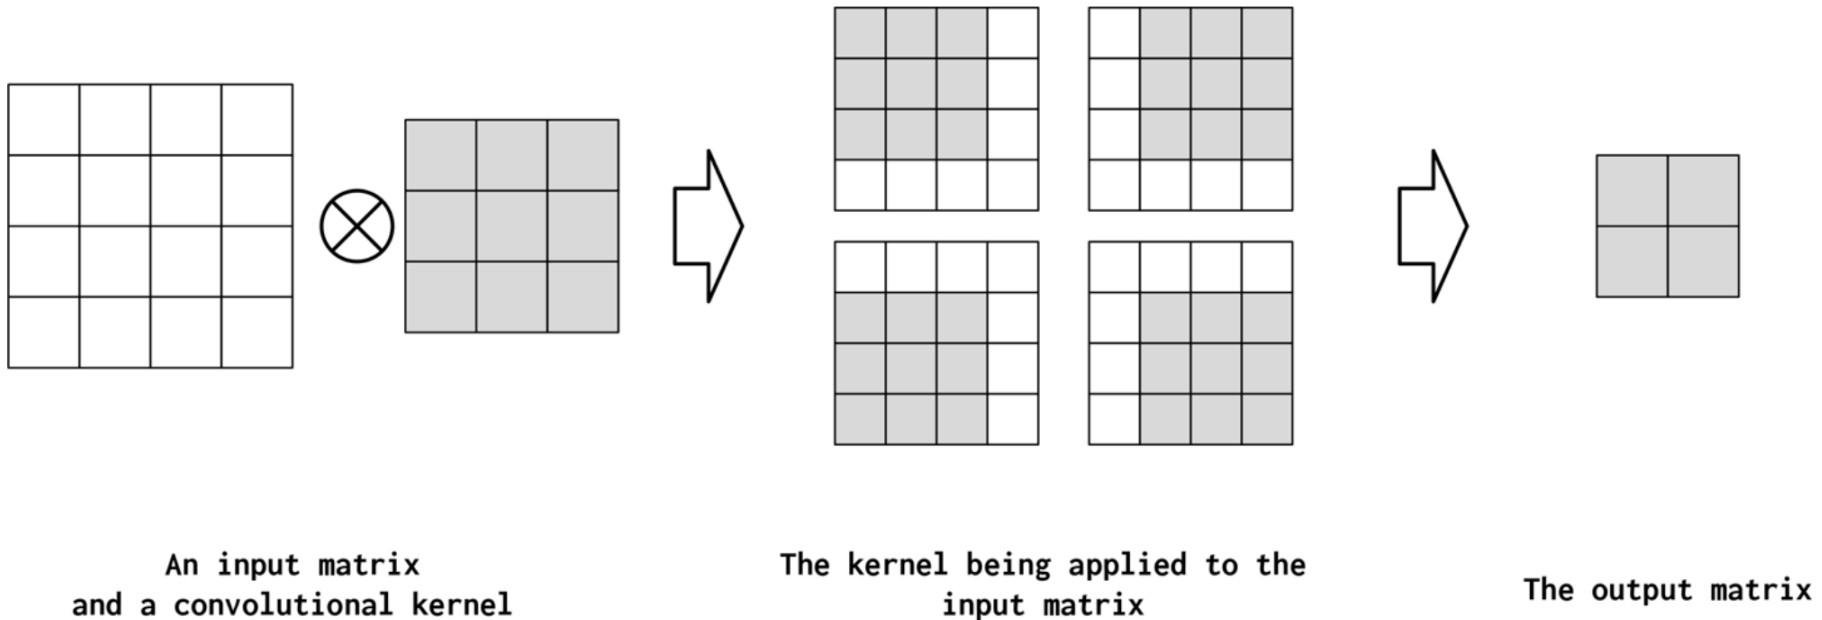 An input matrix
and a convolutional kernel
The kernel being applied to the
input matrix
The output matrix